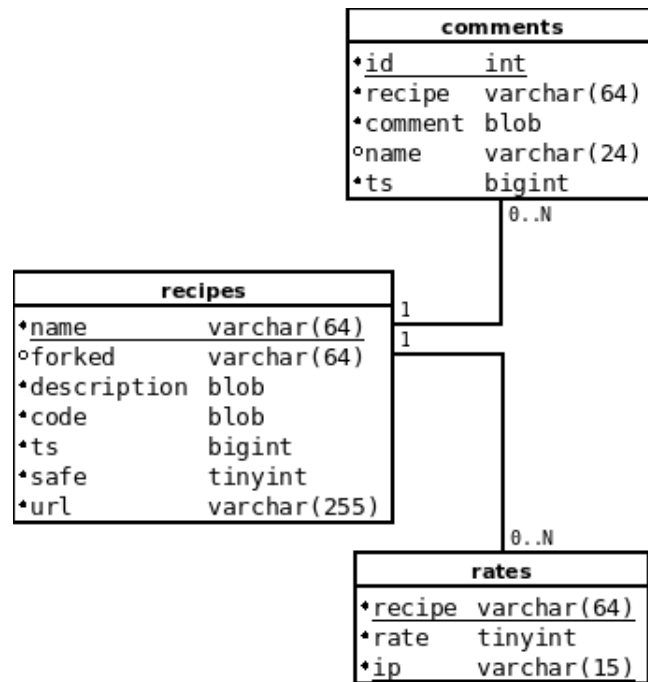 comments
id int
recipe varchar(64)
comment blob
name varchar(24)
ts bigint
0..N
recipes
1
name varchar(64)
1
forked varchar(64)
description blob
code blob
ts bigint
safe tinyint
url varchar(255)
0..N
rates
recipe varchar(64)
rate tinyint
ip varchar(15)